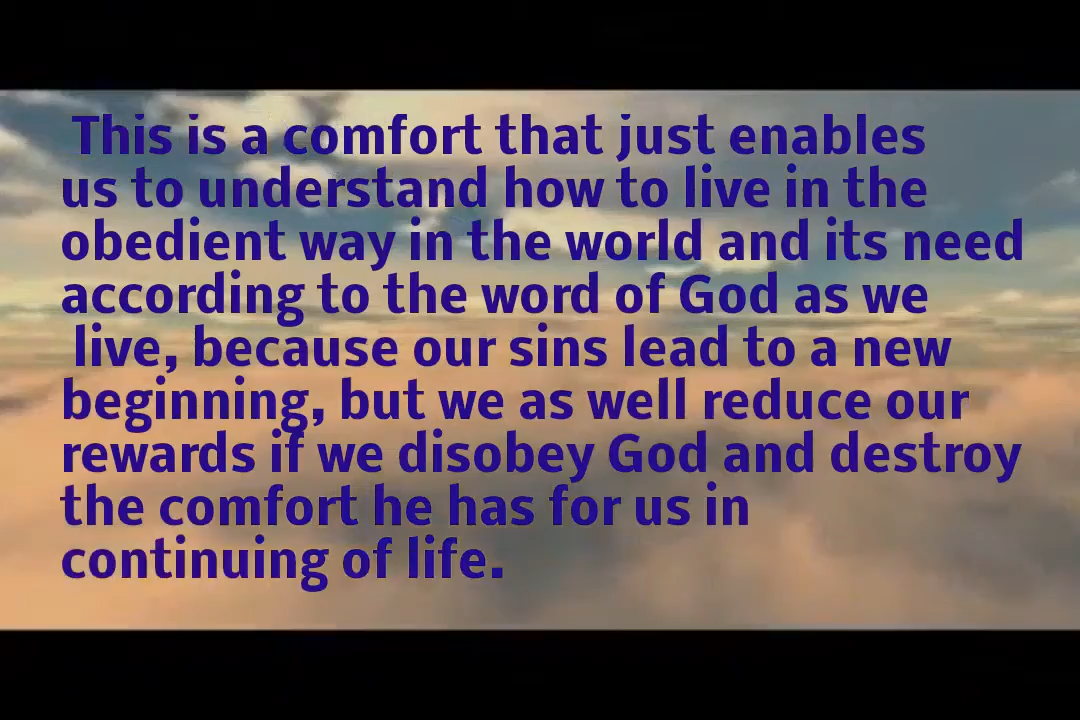 This is a comfort that just enables
us to understand how to live in the
obedient way in the world and its need
according to the word of God as we
live, because our sins lead to a new
beginning, but we as well reduce our
rewards if we disobey God and destroy
the comfort he has for us in
continuing of life.